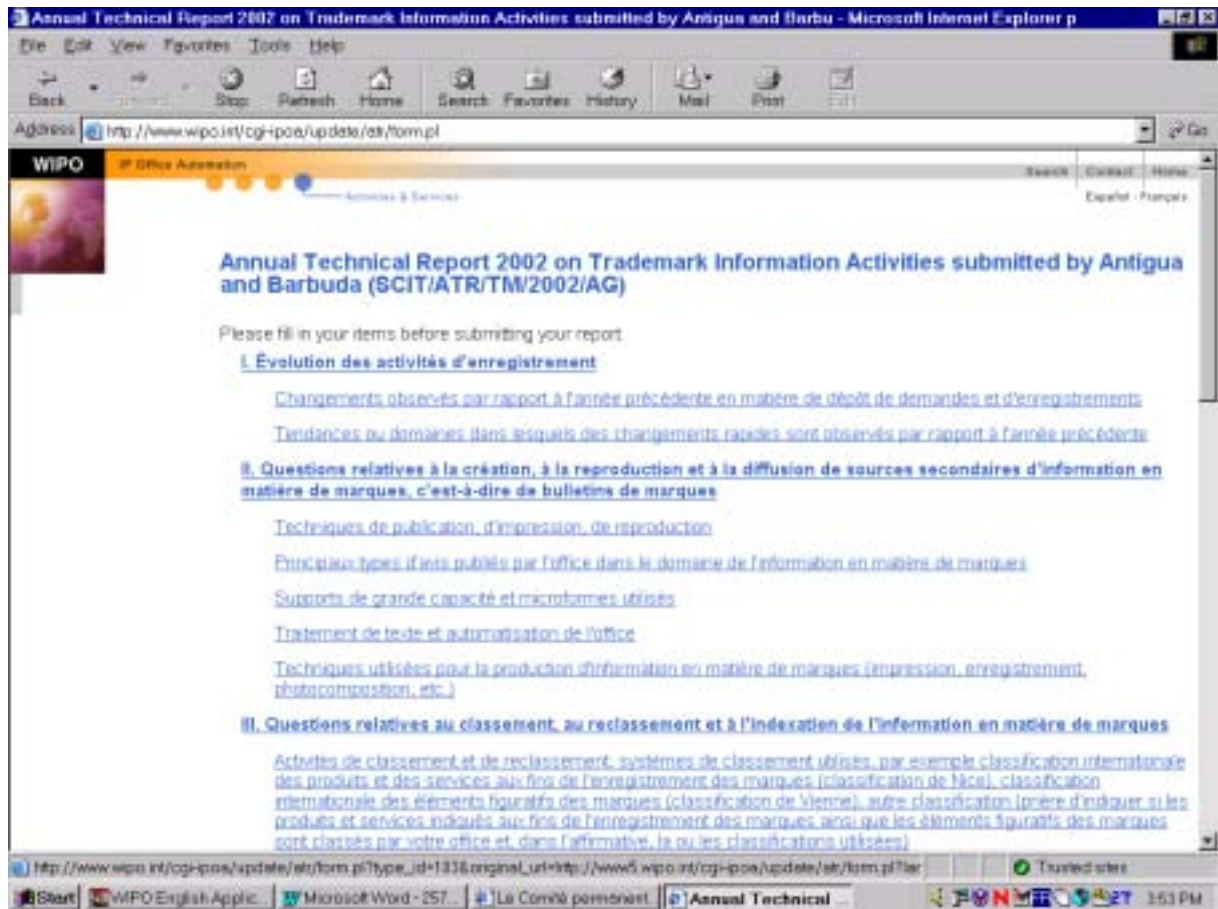 Annual Technical Report 2002 on Trademark Information Activities submitted by Antigua and Barbu - Microsoft Internet Explorer p
File Edit View Favorites Tools Help
Back Stop Refresh Home Search Favorites History Mail Print Edit
Address http://www.wipo.int/cgi-ipoa/update/atr/form.pl Go
WIPO IP Office Automation
Search Contact Home
Activities & Services
Español - Français
Annual Technical Report 2002 on Trademark Information Activities submitted by Antigua
and Barbuda (SCIT/ATR/TM/2002/AG)
Please fill in your items before submitting your report
I. Évolution des activités d'enregistrement
Changements observés par rapport à l'année précédente en matière de dépôt de demandes et d'enregistrements
Tendances ou domaines dans lesquels des changements rapides sont observés par rapport à l'année précédente
II. Questions relatives à la création, à la reproduction et à la diffusion de sources secondaires d'information en
matière de marques, c'est-à-dire de bulletins de marques
Techniques de publication, d'impression, de reproduction
Principaux types d'avis publiés par l'office dans le domaine de l'information en matière de marques
Supports de grande capacité et microformes utilisés
Traitement de texte et automatisation de l'office
Techniques utilisées pour la production d'information en matière de marques (impression, enregistrement,
photocomposition, etc.)
III. Questions relatives au classement, au reclassement et à l'indexation de l'information en matière de marques
Activités de classement et de reclassement, systèmes de classement utilisés, par exemple classification internationale
des produits et des services aux fins de l'enregistrement des marques (classification de Nice), classification
internationale des éléments figuratifs des marques (classification de Vienne), autre classification (prière d'indiquer si les
produits et services indiqués aux fins de l'enregistrement des marques ainsi que les éléments figuratifs des marques
sont classés par votre office et, dans l'affirmative, la ou les classifications utilisées)
http://www.wipo.int/cgi-ipoa/update/atr/form.pl?type_id=133&original_url=http://www5.wipo.int/cgi-ipoa/update/atr/form.pl?lan Trusted sites
Start WIPO English Applic... Microsoft Word - 257... Le Comité permanent... Annual Technical ... 3:53 PM